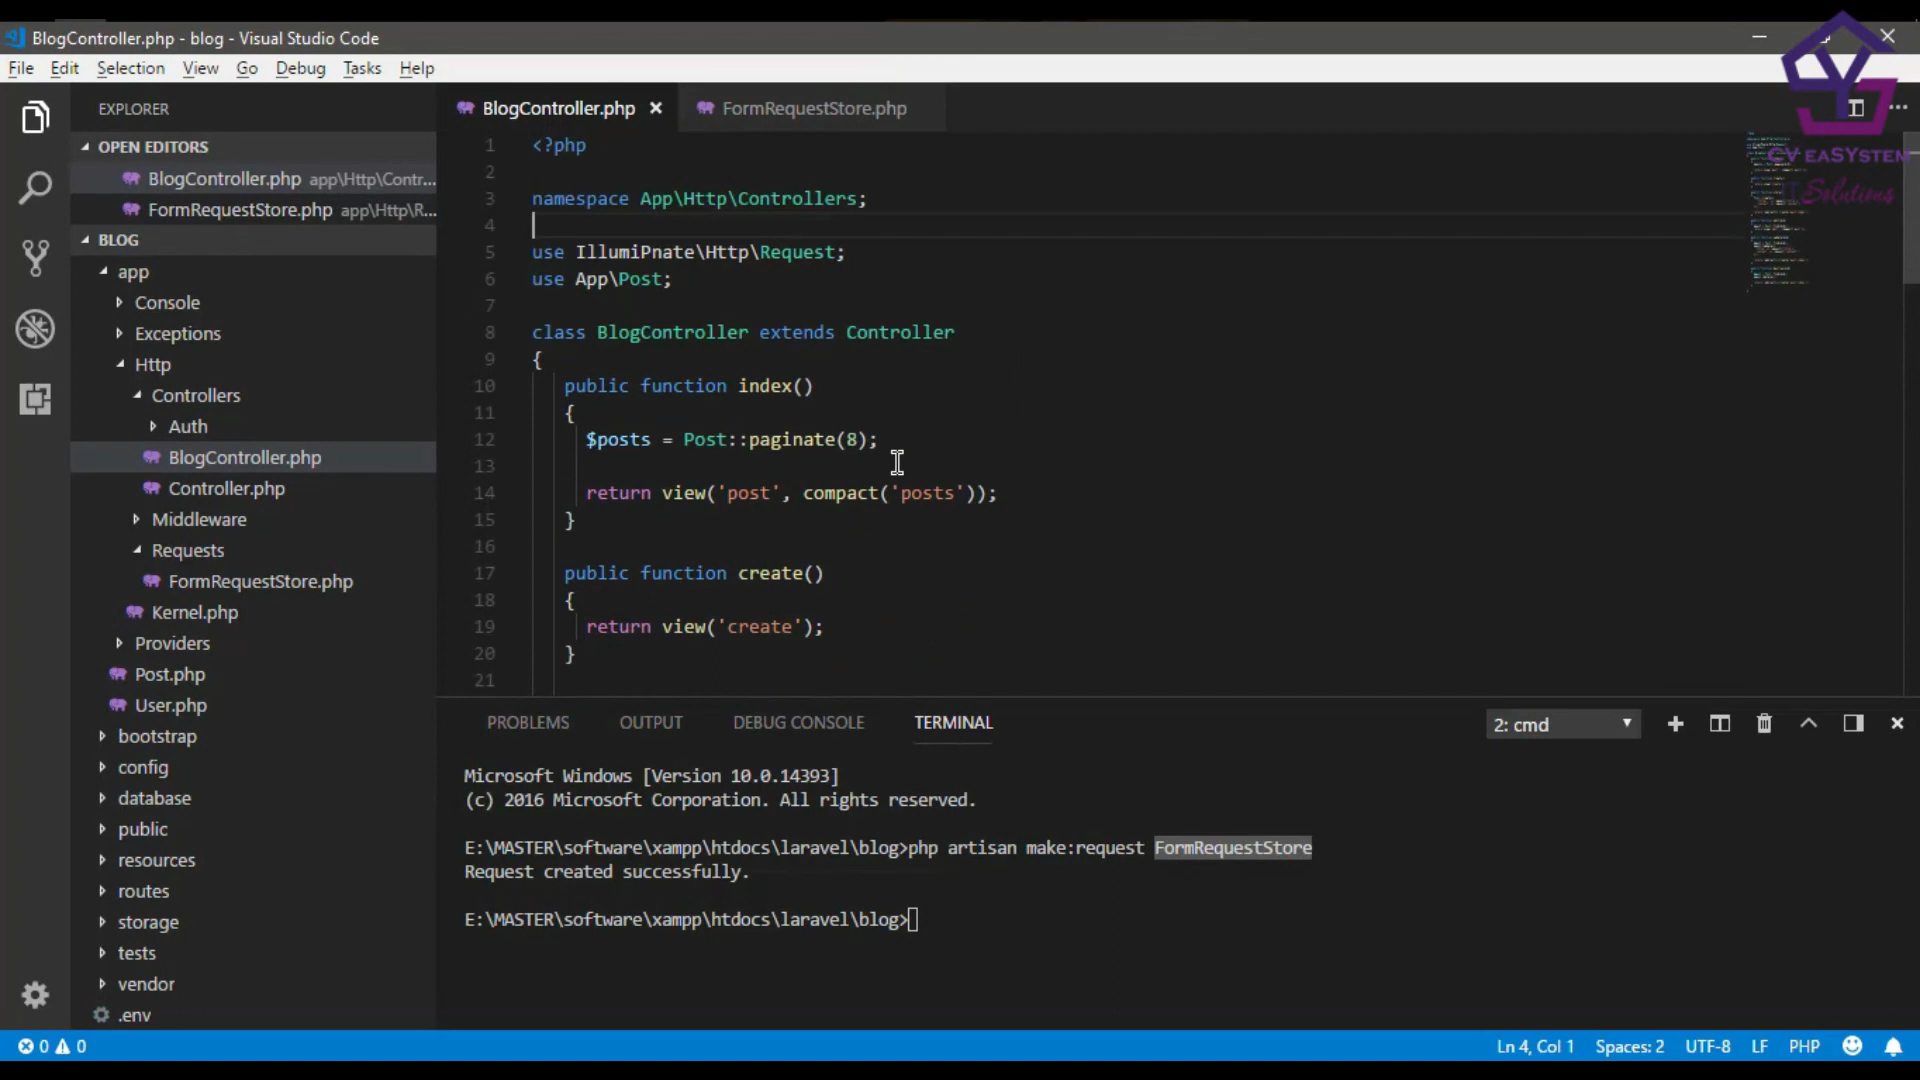 BlogController.php - blog - Visual Studio Code
File Edit Selection View Go Debug Tasks Help
EXPLORER
OPEN EDITORS
BlogController.php app\Http\Contr...
FormRequestStore.php app\Http\R...
BLOG
app
Console
Exceptions
Http
Controllers
Auth
BlogController.php
Controller.php
Middleware
Requests
FormRequestStore.php
Kernel.php
Providers
Post.php
User.php
bootstrap
config
database
public
resources
routes
storage
tests
vendor
.env
BlogController.php FormRequestStore.php
1 <?php
2
3 namespace App\Http\Controllers;
4
5 use IllumiPnate\Http\Request;
6 use App\Post;
7
8 class BlogController extends Controller
9 {
10 public function index()
11 {
12 $posts = Post::paginate(8);
13
14 return view('post', compact('posts'));
15 }
16
17 public function create()
18 {
19 return view('create');
20 }
21
CV eaSYstem
IT Solutions
PROBLEMS OUTPUT DEBUG CONSOLE TERMINAL 2: cmd
Microsoft Windows [Version 10.0.14393]
(c) 2016 Microsoft Corporation. All rights reserved.
E:\MASTER\software\xampp\htdocs\laravel\blog>php artisan make:request FormRequestStore
Request created successfully.
E:\MASTER\software\xampp\htdocs\laravel\blog>
0 0 Ln 4, Col 1 Spaces: 2 UTF-8 LF PHP